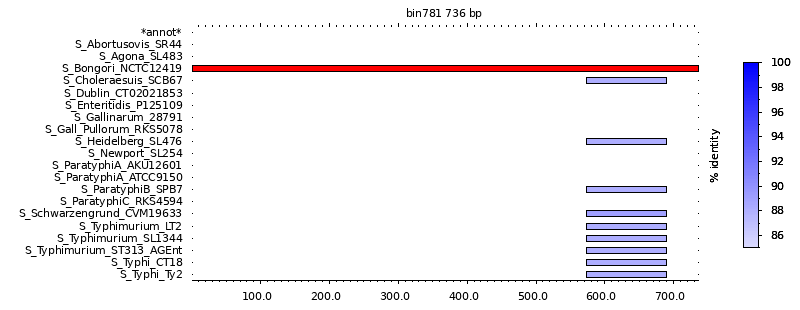 bin781 736 bp
*annot*
S_Abortusovis_SR44
S_Agona_SL483
S_Bongori_NCTC12419
S_Choleraesuis_SCB67
S_Dublin_CT02021853
S_Enteritidis_P125109
S_Gallinarum_28791
S_Gall_Pullorum_RKS5078
S_Heidelberg_SL476
S_Newport_SL254
S_ParatyphiA_AKU12601
S_ParatyphiA_ATCC9150
S_ParatyphiB_SPB7
S_ParatyphiC_RKS4594
S_Schwarzengrund_CVM19633
S_Typhimurium_LT2
S_Typhimurium_SL1344
S_Typhimurium_ST313_AGEnt
S_Typhi_CT18
S_Typhi_Ty2
100.0 200.0 300.0 400.0 500.0 600.0 700.0
% identity
100
98
96
94
92
90
88
86